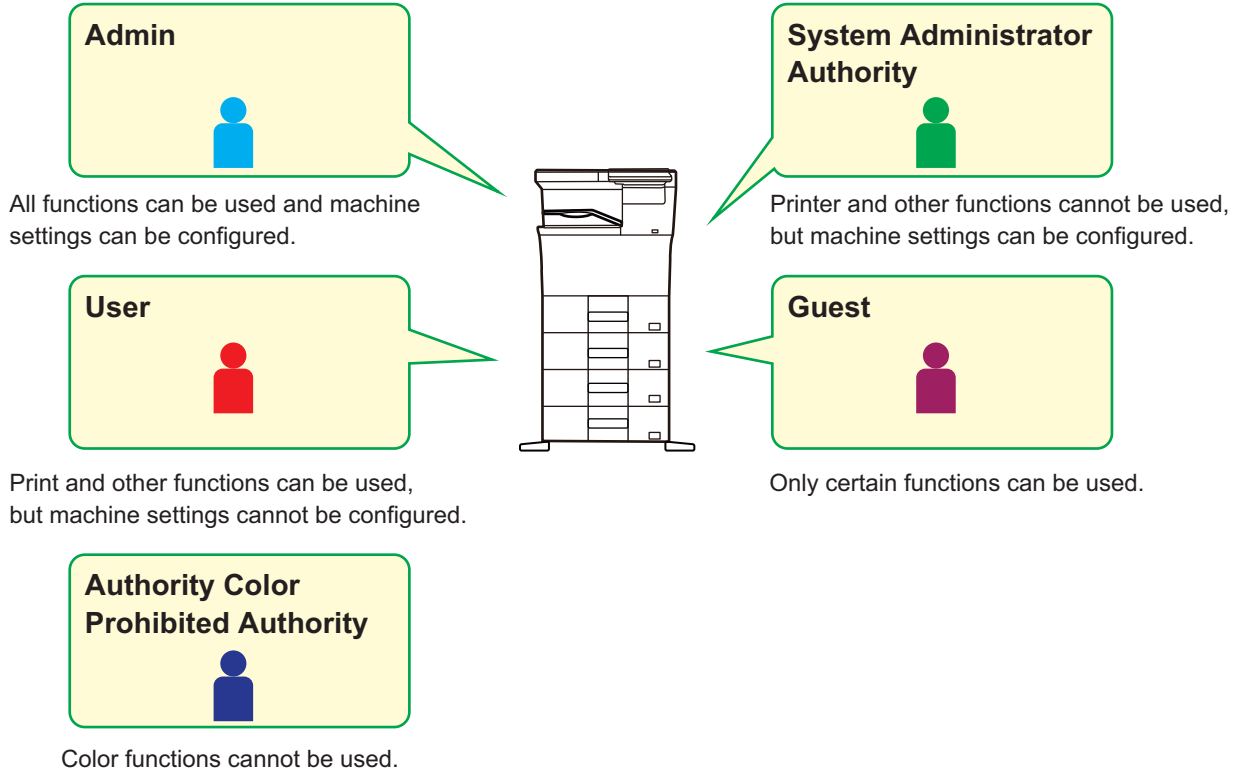 Admin
All functions can be used and machine
settings can be configured.
System Administrator
Authority
Printer and other functions cannot be used,
but machine settings can be configured.
User
Print and other functions can be used,
but machine settings cannot be configured.
Guest
Only certain functions can be used.
Authority Color
Prohibited Authority
Color functions cannot be used.